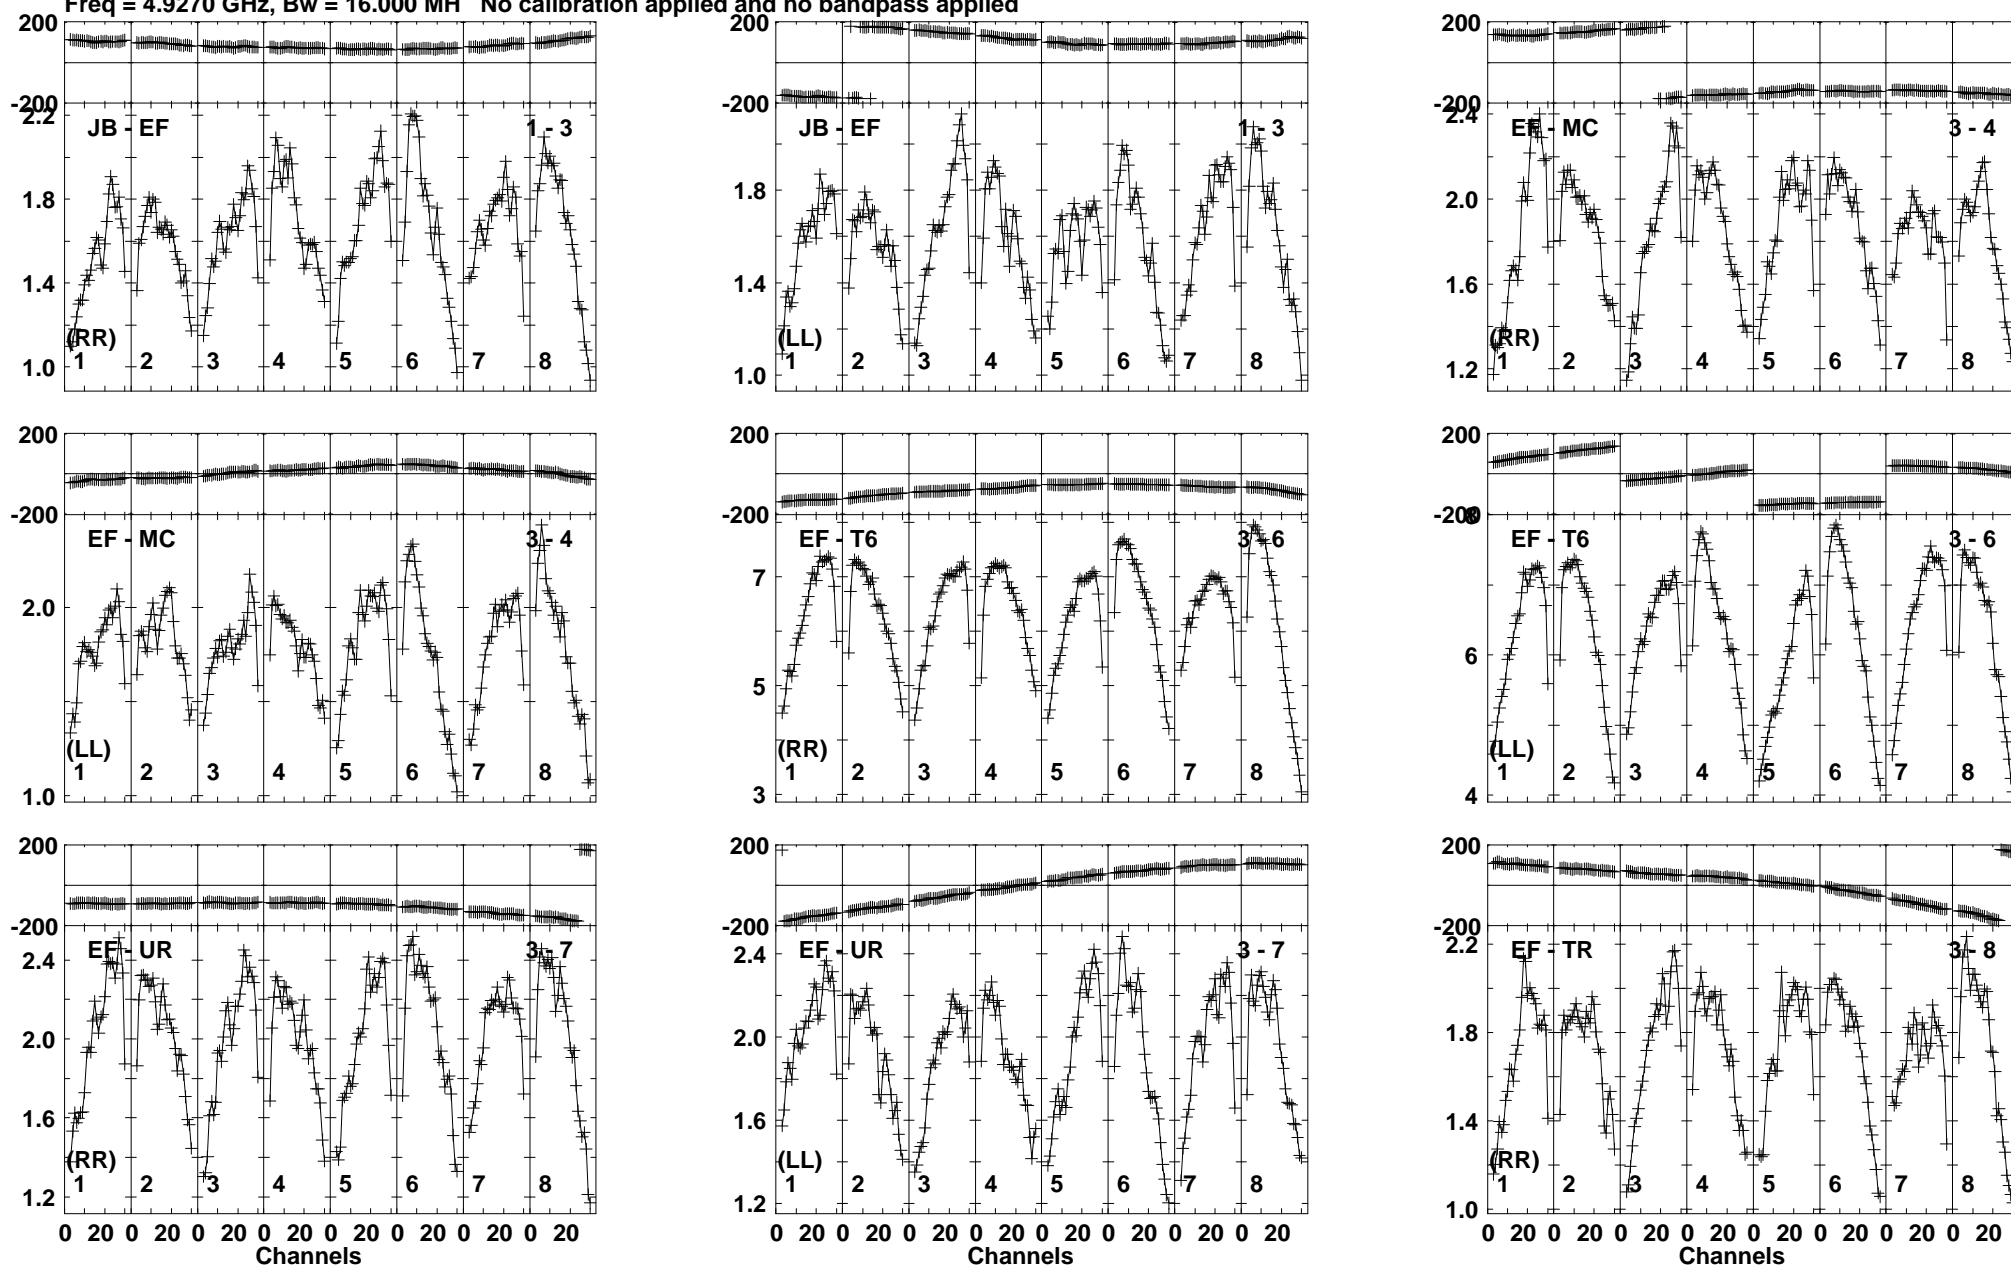 Freq = 4.9270 GHz, Bw = 16.000 MH No calibration applied and no bandpass applied
200
-200
2.2
1.8
1.4
1.0
JB - EF
1 - 3
(RR)
1 2 3 4 5 6 7 8
200
-200
1.8
1.4
1.0
JB - EF
1 - 3
(LL)
1 2 3 4 5 6 7 8
200
-200
2.4
2.0
1.6
1.2
EF - MC
3 - 4
(RR)
1 2 3 4 5 6 7 8
200
-200
2.0
1.0
EF - MC
3 - 4
(LL)
1 2 3 4 5 6 7 8
200
-200
7
5
3
EF - T6
3 - 6
(RR)
1 2 3 4 5 6 7 8
200
-200
8
6
4
EF - T6
3 - 6
(LL)
1 2 3 4 5 6 7 8
200
-200
2.4
2.0
1.6
1.2
EF - UR
3 - 7
(RR)
1 2 3 4 5 6 7 8
0 20 0 20 0 20 0 20 0 20 0 20 0 20 0 20
Channels
200
-200
2.4
2.0
1.6
1.2
EF - UR
3 - 7
(LL)
1 2 3 4 5 6 7 8
0 20 0 20 0 20 0 20 0 20 0 20 0 20 0 20
Channels
200
-200
2.2
1.8
1.4
1.0
EF - TR
3 - 8
(RR)
1 2 3 4 5 6 7 8
0 20 0 20 0 20 0 20 0 20 0 20 0 20 0 20
Channels